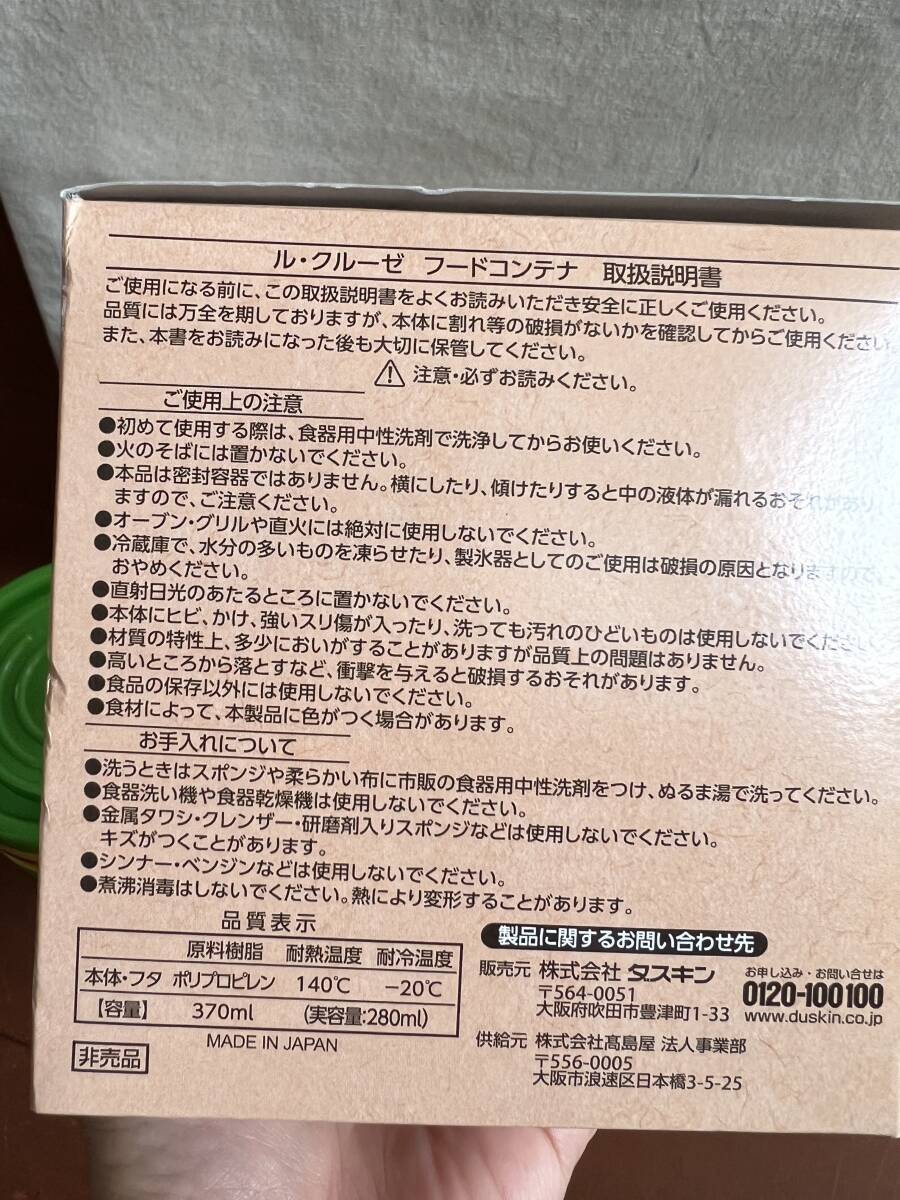 ル・クルーゼ フードコンテナ 取扱説明書
ご使用になる前に、この取扱説明書をよくお読みいただき安全に正しくご使用ください。
品質には万全を期しておりますが、本体に割れ等の破損がないかを確認してからご使用ください。
また、本書をお読みになった後も大切に保管してください。
⚠ 注意・必ずお読みください。
ご使用上の注意
●初めて使用する際は、食器用中性洗剤で洗浄してからお使いください。
●火のそばには置かないでください。
●本品は密封容器ではありません。横にしたり、傾けたりすると中の液体が漏れるおそれがあり
ますので、ご注意ください。
●オーブン・グリルや直火には絶対に使用しないでください。
●冷蔵庫で、水分の多いものを凍らせたり、製氷器としてのご使用は破損の原因となりますので
おやめください。
●直射日光のあたるところに置かないでください。
●本体にヒビ、かけ、強いスリ傷が入ったり、洗っても汚れのひどいものは使用しないでください
●材質の特性上、多少においがすることがありますが品質上の問題はありません。
●高いところから落とすなど、衝撃を与えると破損するおそれがあります。
●食品の保存以外には使用しないでください。
●食材によって、本製品に色がつく場合があります。
お手入れについて
●洗うときはスポンジや柔らかい布に市販の食器用中性洗剤をつけ、ぬるま湯で洗ってください。
●食器洗い機や食器乾燥機は使用しないでください。
●金属タワシ・クレンザー・研磨剤入りスポンジなどは使用しないでください。
キズがつくことがあります。
●シンナー・ベンジンなどは使用しないでください。
●煮沸消毒はしないでください。熱により変形することがあります。
品質表示
原料樹脂 耐熱温度 耐冷温度
本体・フタ ポリプロピレン 140℃ −20℃
【容量】 370ml (実容量:280ml)
MADE IN JAPAN
非売品
製品に関するお問い合わせ先
販売元 株式会社 ダスキン
〒564-0051
大阪府吹田市豊津町1-33
お申し込み・お問い合せは
0120-100100
www.duskin.co.jp
供給元 株式会社髙島屋 法人事業部
〒556-0005
大阪市浪速区日本橋3-5-25